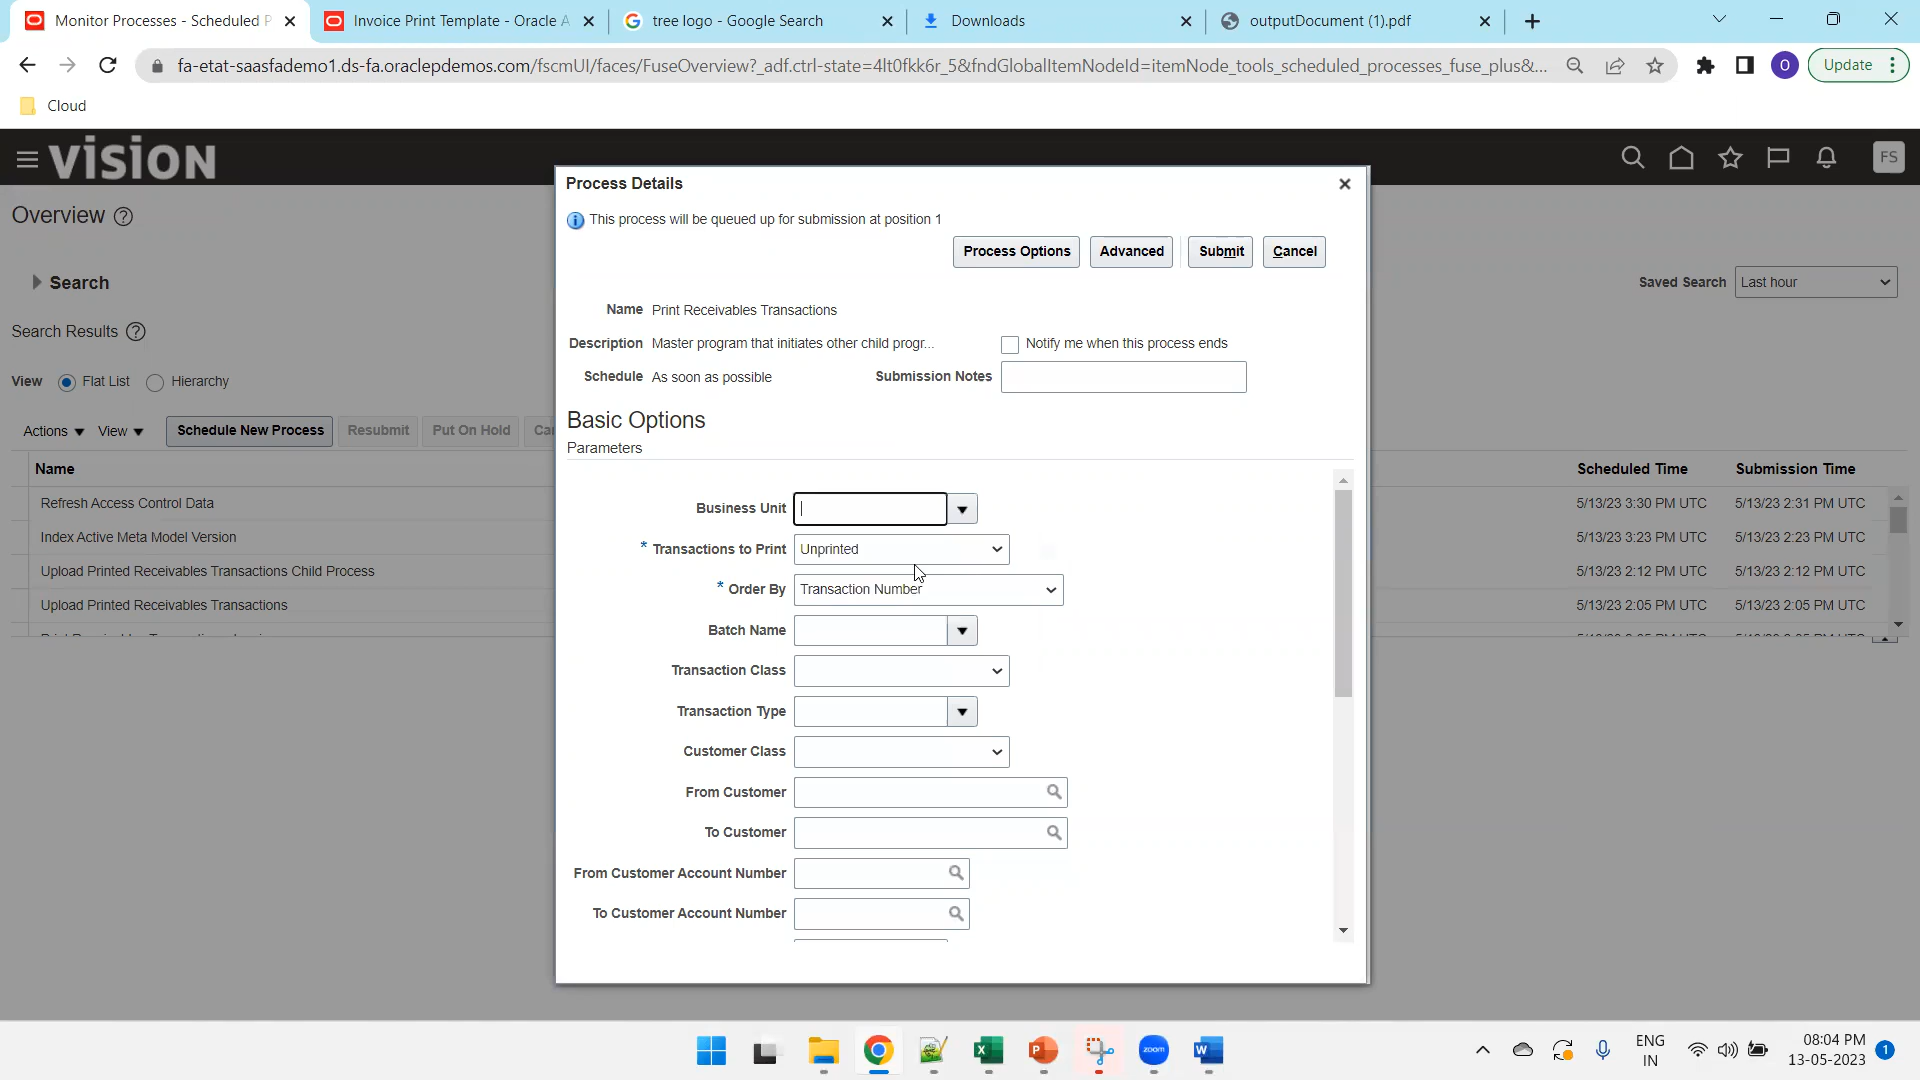 Monitor Processes - Scheduled P
Invoice Print Template - Oracle A
tree logo - Google Search
Downloads
outputDocument (1).pdf
fa-etat-saasfademo1.ds-fa.oraclepdemos.com/fscmUI/faces/FuseOverview?_adf.ctrl-state=4lt0fkk6r_5&fndGlobalItemNodeId=itemNode_tools_scheduled_processes_fuse_plus&...
O
Update
Cloud
VISION
FS
Overview
Search
Saved Search Last hour
Search Results
View Flat List Hierarchy
Actions View Schedule New Process Resubmit Put On Hold
Name Scheduled Time Submission Time
Refresh Access Control Data 5/13/23 3:30 PM UTC 5/13/23 2:31 PM UTC
Index Active Meta Model Version 5/13/23 3:23 PM UTC 5/13/23 2:23 PM UTC
Upload Printed Receivables Transactions Child Process 5/13/23 2:12 PM UTC 5/13/23 2:12 PM UTC
Upload Printed Receivables Transactions 5/13/23 2:05 PM UTC 5/13/23 2:05 PM UTC
Process Details
This process will be queued up for submission at position 1
Process Options Advanced Submit Cancel
Name Print Receivables Transactions
Description Master program that initiates other child progr... Notify me when this process ends
Schedule As soon as possible Submission Notes
Basic Options
Parameters
Business Unit
* Transactions to Print Unprinted
* Order By Transaction Number
Batch Name
Transaction Class
Transaction Type
Customer Class
From Customer
To Customer
From Customer Account Number
To Customer Account Number
zoom
ENG
IN
08:04 PM
13-05-2023
1